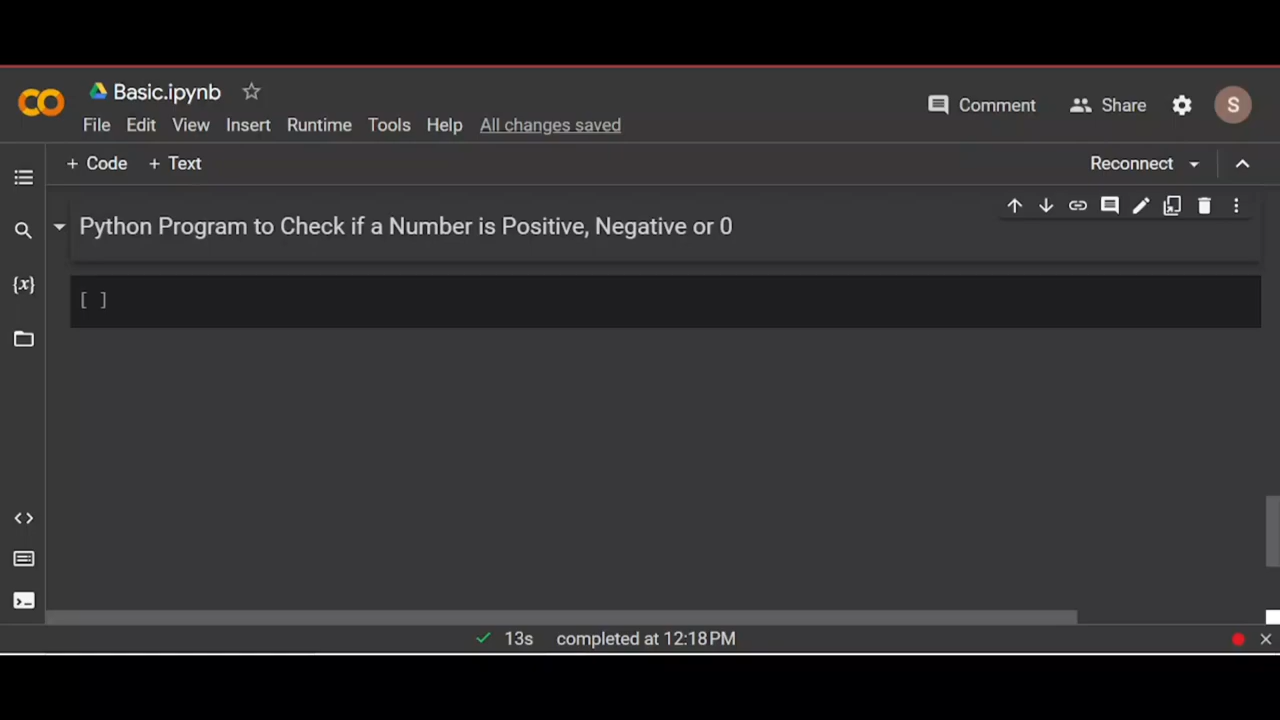 Basic.ipynb
Comment Share S
File Edit View Insert Runtime Tools Help All changes saved
+ Code + Text Reconnect
Python Program to Check if a Number is Positive, Negative or 0
{x}
[ ]
13s completed at 12:18 PM